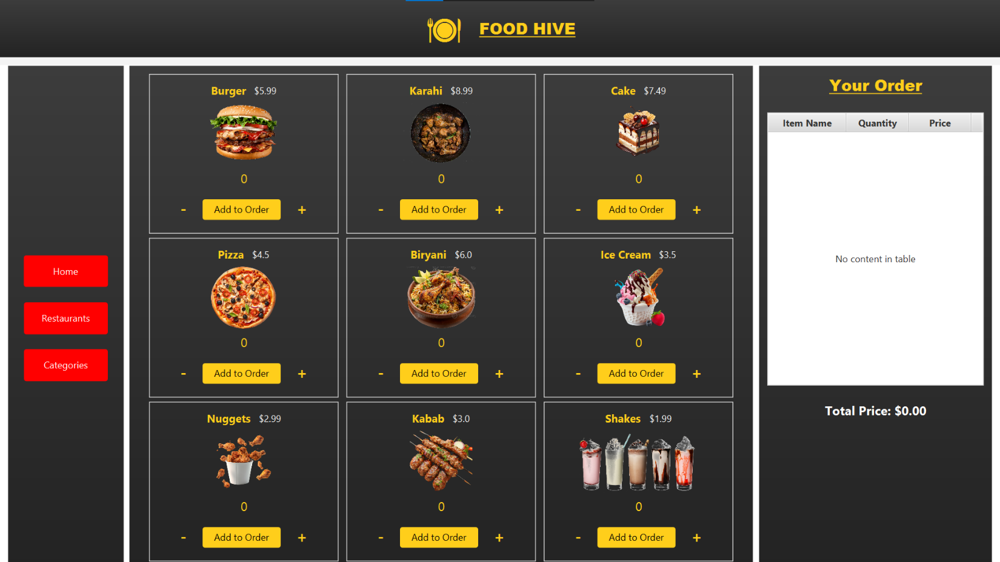 FOOD HIVE
Home
Restaurants
Categories
Burger $5.99
0
- Add to Order +
Karahi $8.99
0
- Add to Order +
Cake $7.49
0
- Add to Order +
Pizza $4.5
0
- Add to Order +
Biryani $6.0
0
- Add to Order +
Ice Cream $3.5
0
- Add to Order +
Nuggets $2.99
0
- Add to Order +
Kabab $3.0
0
- Add to Order +
Shakes $1.99
0
- Add to Order +
Your Order
Item Name Quantity Price
No content in table
Total Price: $0.00